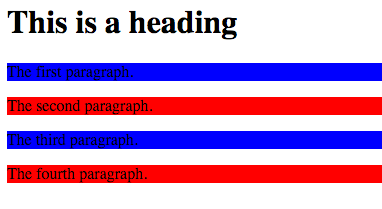 This is a heading
The first paragraph.
The second paragraph.
The third paragraph.
The fourth paragraph.